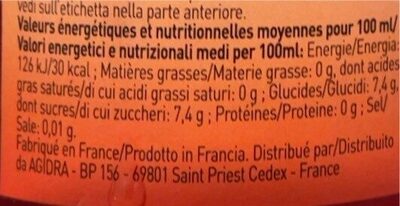 vedi sull'etichetta nella parte anteriore.
Valeurs énergétiques et nutritionnelles moyennes pour 100 ml/
Valori energetici e nutrizionali medi per 100ml: Energie/Energia:
126 kJ/30 kcal ; Matières grasses/Materie grasse: 0 g, dont acides
gras saturés/di cui acidi grassi saturi: 0 g ; Glucides/Glucidi: 7,4 g,
dont sucres/di cui zuccheri: 7,4 g ; Protéines/Proteine: 0 g ; Sel/
Sale: 0,01 g.
Fabriqué en France/Prodotto in Francia. Distribué par/Distribuito
da AGIDRA - BP 156 - 69801 Saint Priest Cedex - France